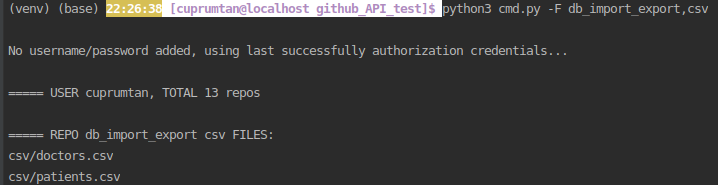 (venv) (base) 22:26:38 [cuprumtan@localhost github_API_test]$ python3 cmd.py -F db_import_export,csv
No username/password added, using last successfully authorization credentials...
===== USER cuprumtan, TOTAL 13 repos
===== REPO db_import_export csv FILES:
csv/doctors.csv
csv/patients.csv